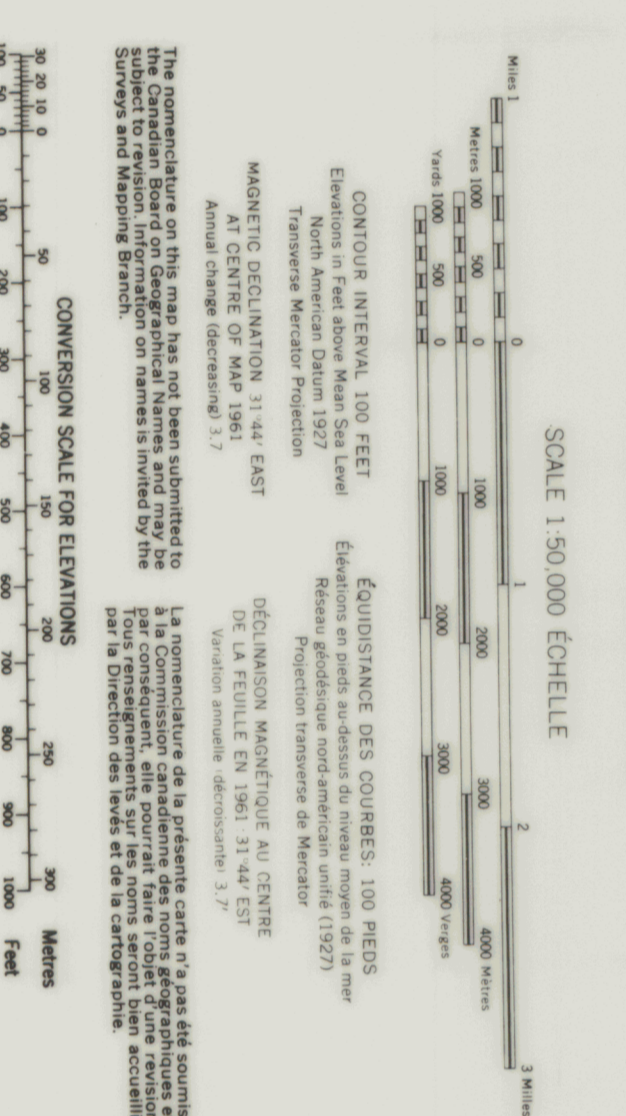 SCALE 1:50,000 ÉCHELLE
Miles 1 0 1 2 3 Milles
Metres 1000 500 0 1000 2000 3000 4000 Mètres
Yards 1000 500 0 1000 2000 3000 4000 Verges
CONTOUR INTERVAL 100 FEET
Elevations in Feet above Mean Sea Level
North American Datum 1927
Transverse Mercator Projection
ÉQUIDISTANCE DES COURBES: 100 PIEDS
Élévations en pieds au-dessus du niveau moyen de la mer
Réseau géodésique nord-américain unifié (1927)
Projection transverse de Mercator
MAGNETIC DECLINATION 31°44′ EAST
AT CENTRE OF MAP 1961
Annual change (decreasing) 3.7
DÉCLINAISON MAGNÉTIQUE AU CENTRE
DE LA FEUILLE EN 1961 · 31°44′ EST
Variation annuelle (décroissante) 3.7′
The nomenclature on this map has not been submitted to
the Canadian Board on Geographical Names and may be
subject to revision. Information on names is invited by the
Surveys and Mapping Branch.
La nomenclature de la présente carte n'a pas été soumis
à la Commission canadienne des noms géographiques e
par conséquent, elle pourrait faire l'objet d'une revision
Tous renseignements sur les noms seront bien accueilli
par la Direction des levés et de la cartographie.
CONVERSION SCALE FOR ELEVATIONS
30 20 10 0 50 100 150 200 250 300 Metres
100 50 0 100 200 300 400 500 600 700 800 900 1000 Feet